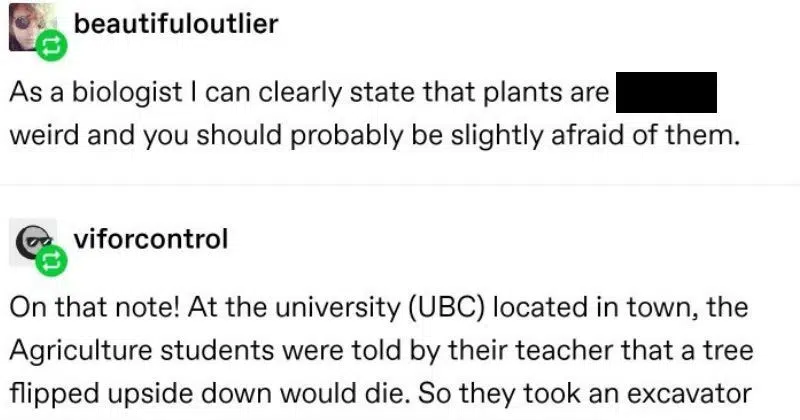 beautifuloutlier
As a biologist I can clearly state that plants are
weird and you should probably be slightly afraid of them.
viforcontrol
On that note! At the university (UBC) located in town, the
Agriculture students were told by their teacher that a tree
flipped upside down would die. So they took an excavator